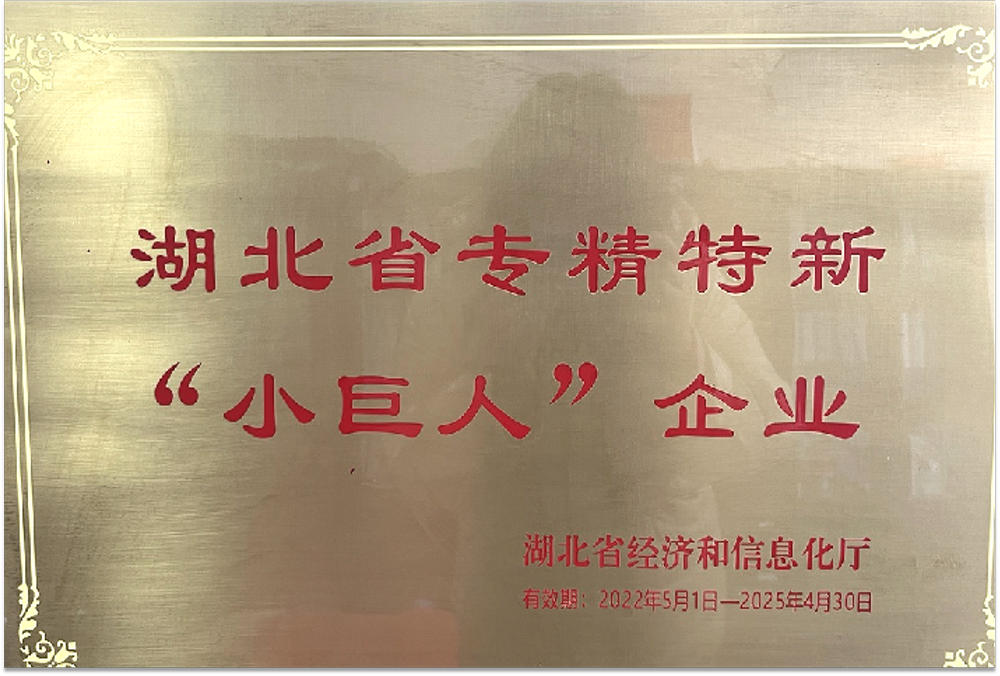 湖北省专精特新
“小巨人”企业
湖北省经济和信息化厅
有效期：2022年5月1日—2025年4月30日